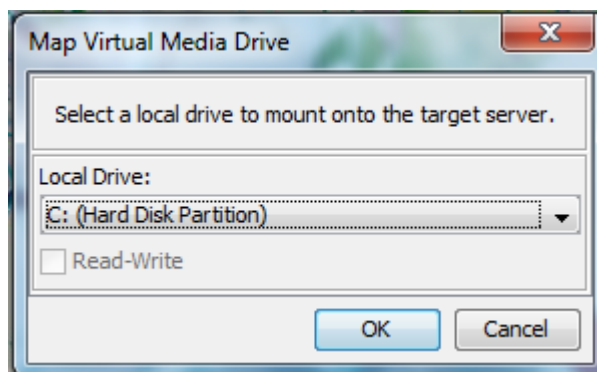 Map Virtual Media Drive
Select a local drive to mount onto the target server.
Local Drive:
C: (Hard Disk Partition)
Read-Write
OK
Cancel